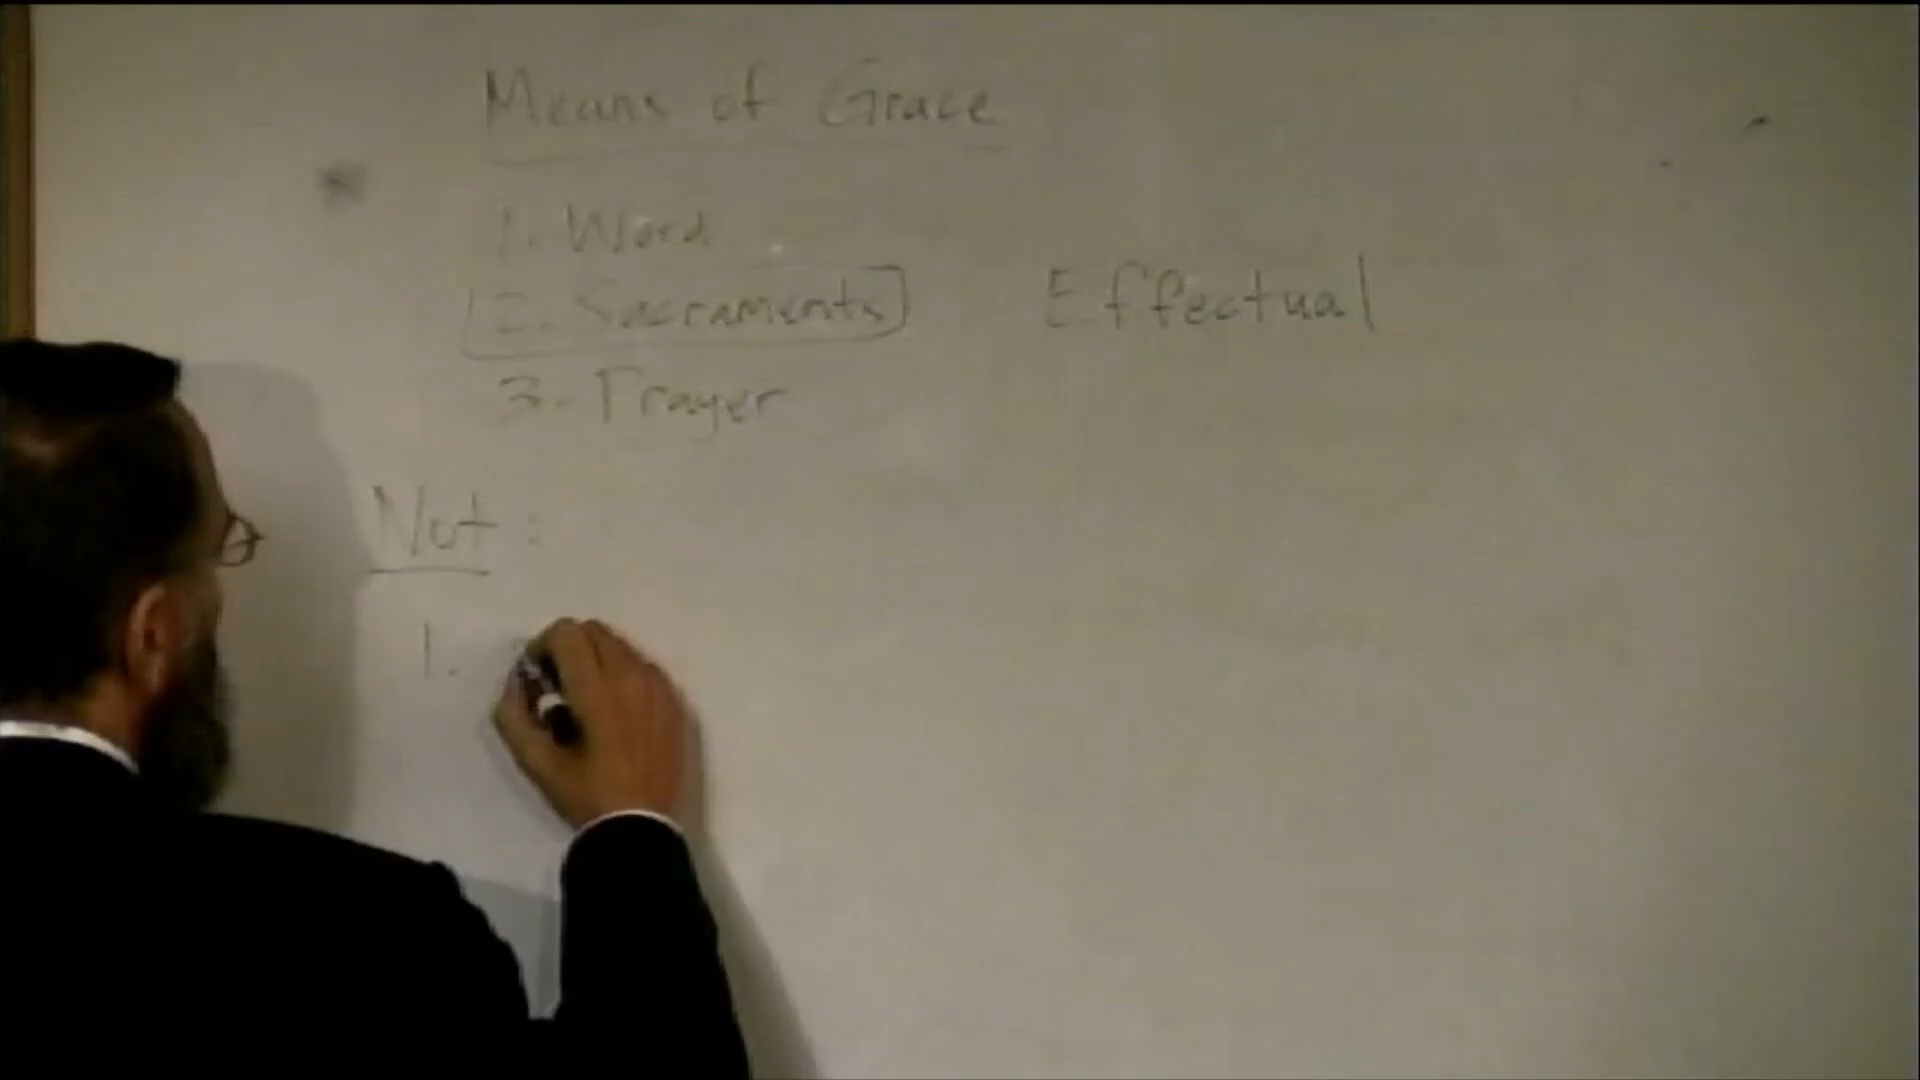 Means of Grace
1. Word
2. Sacraments
Effectual
3. Prayer
Not:
1.